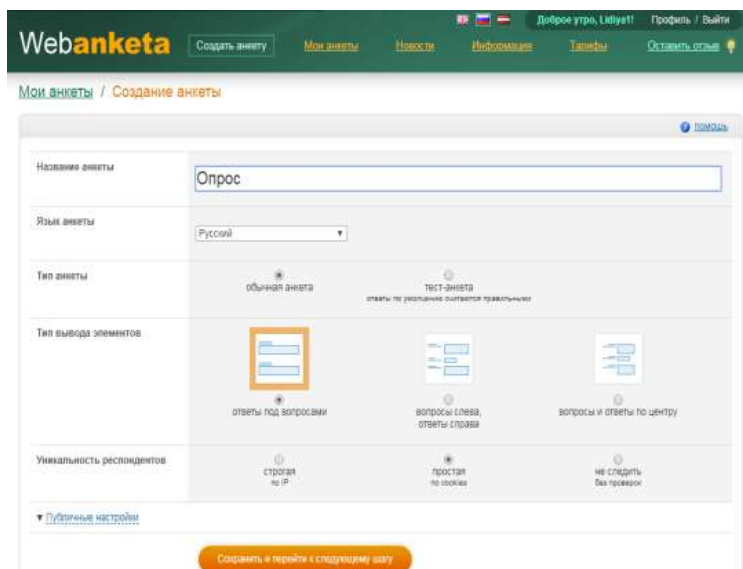 Доброе утро, Lidiya!! Профиль / Выйти
Webanketa Создать анкету Мои анкеты Новости Информация Тарифы Оставить отзыв
Мои анкеты / Создание анкеты
помощь
Название анкеты
Опрос
Язык анкеты
Русский
Тип анкеты
обычная анкета
тест-анкета
ответы по умолчанию считаются правильными
Тип вывода элементов
ответы под вопросами
вопросы слева,
ответы справа
вопросы и ответы по центру
Уникальность респондентов
строгая
по IP
простая
по cookies
не следить
без проверок
Публичные настройки
Сохранить и перейти к следующему шагу